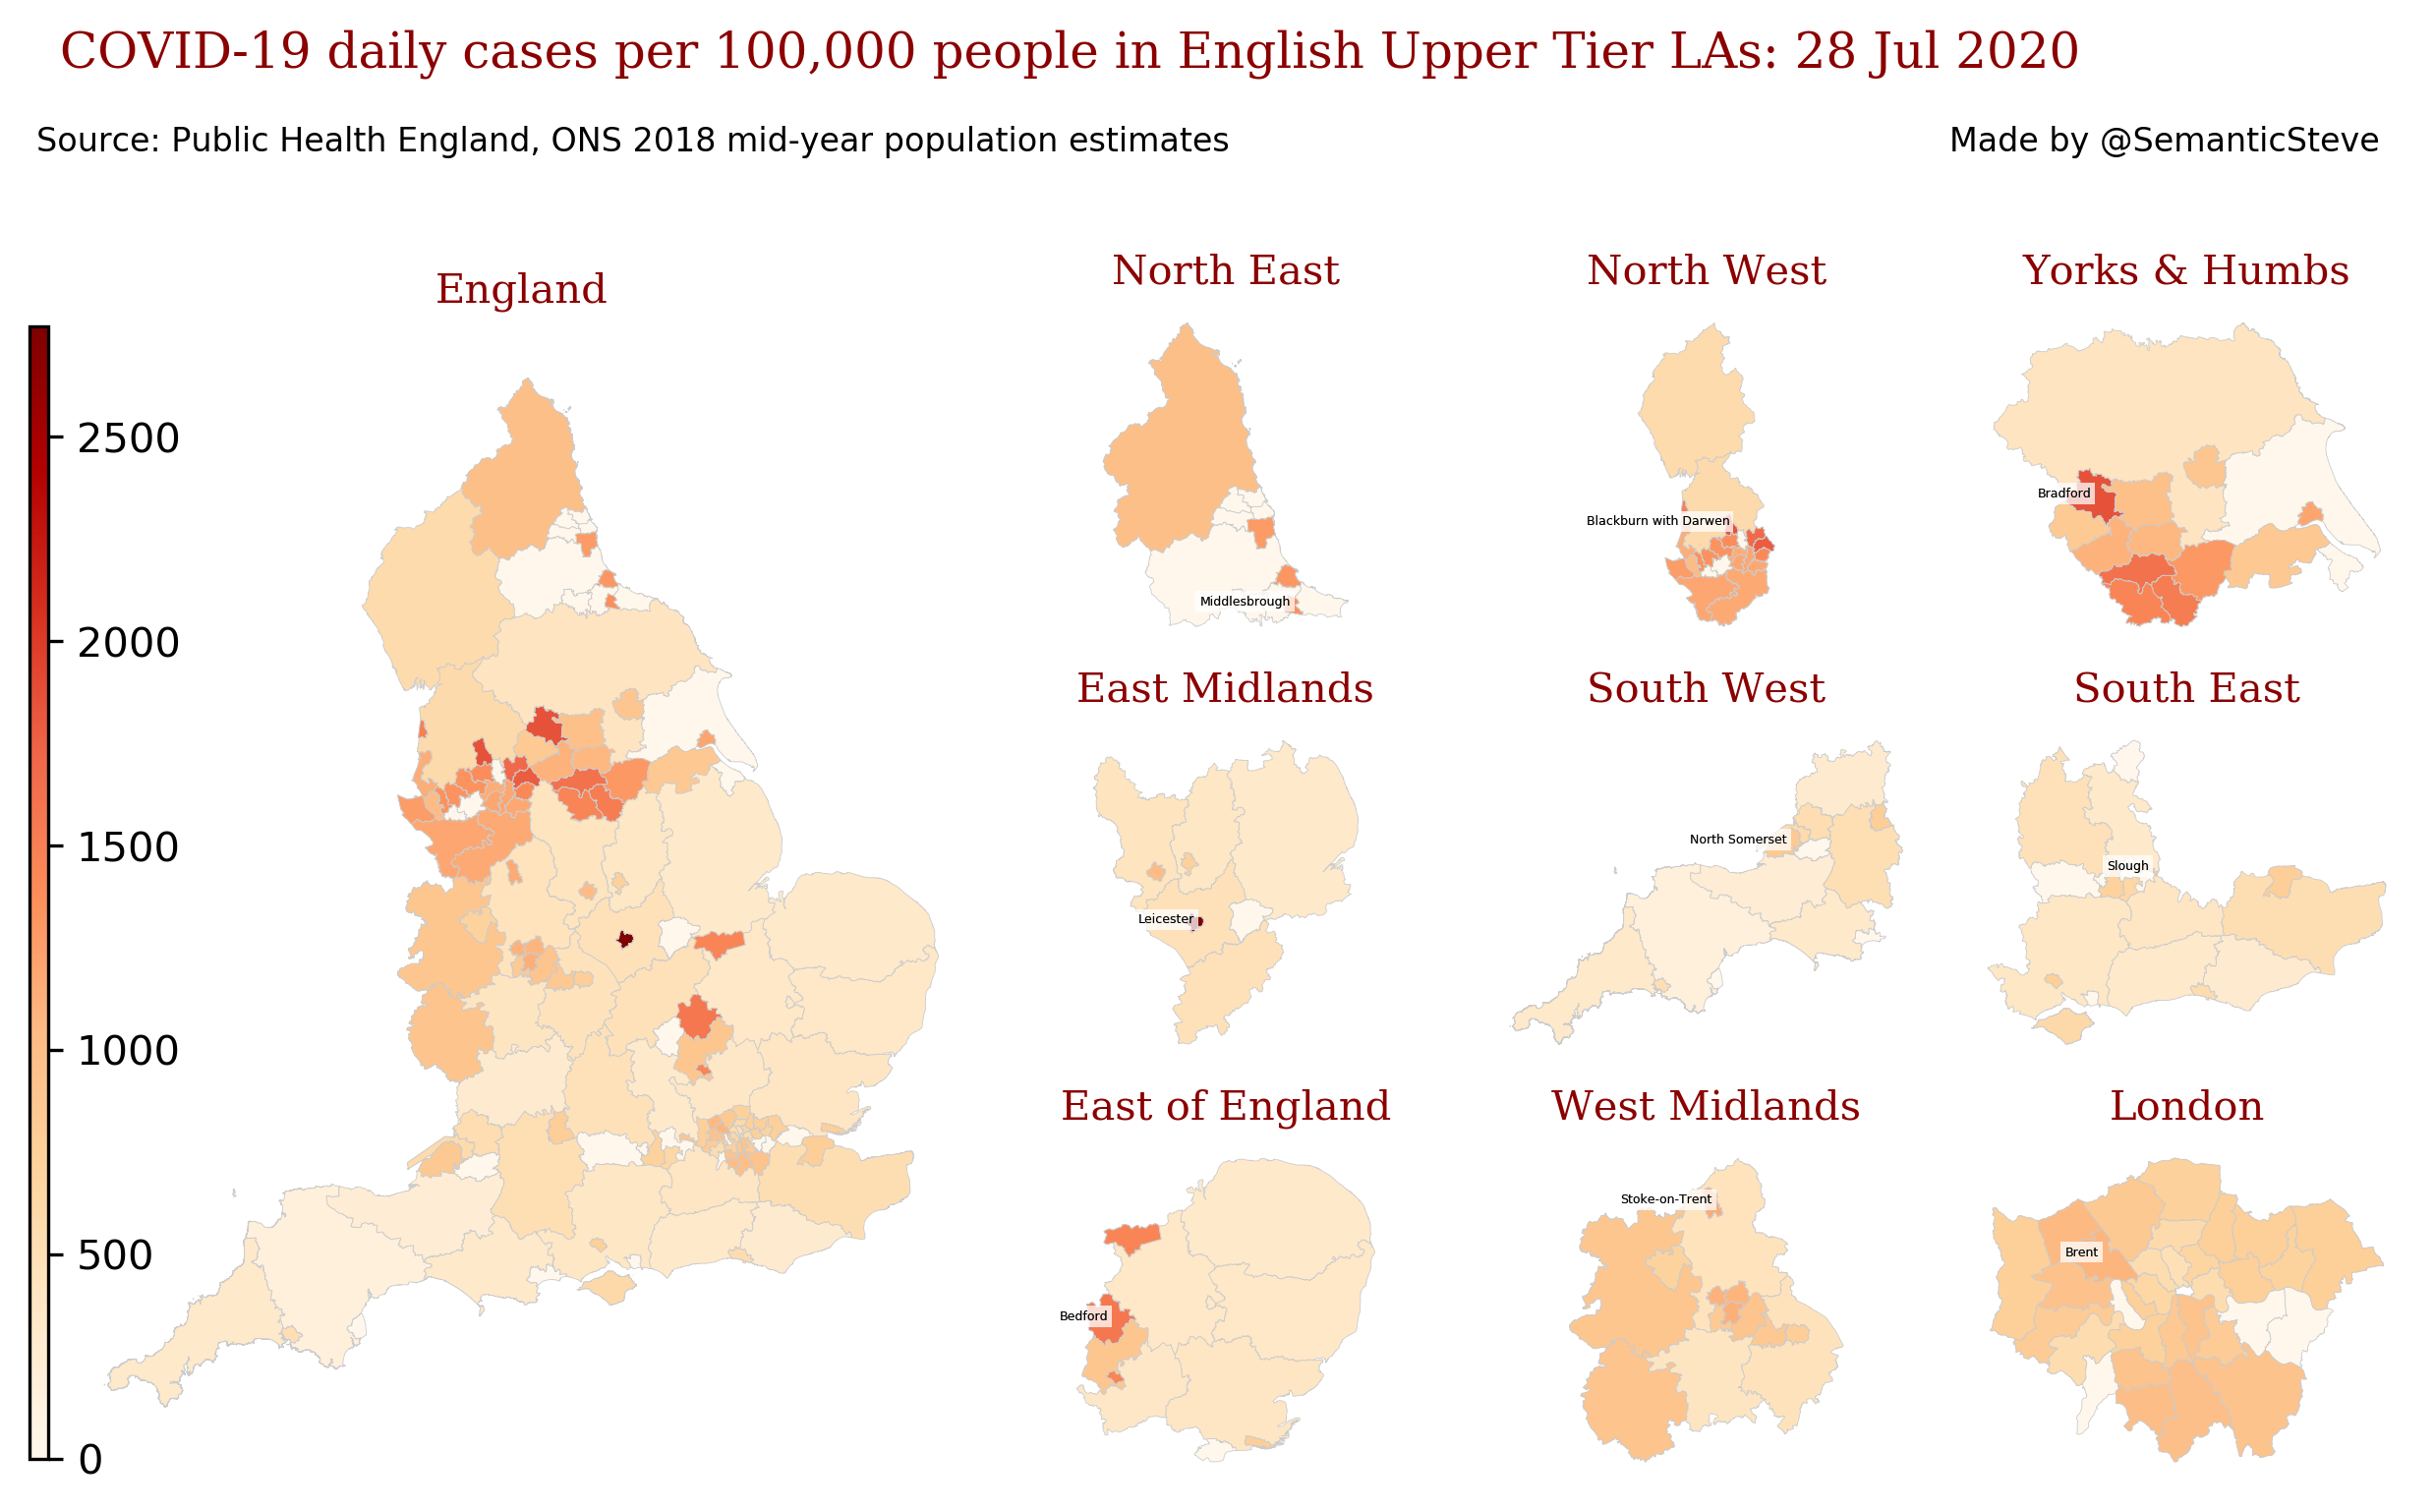 COVID-19 daily cases per 100,000 people in English Upper Tier LAs: 28 Jul 2020
Source: Public Health England, ONS 2018 mid-year population estimates
Made by @SemanticSteve
England
2500
2000
1500
1000
500
0
North East
Middlesbrough
North West
Blackburn with Darwen
Yorks & Humbs
Bradford
East Midlands
Leicester
South West
North Somerset
South East
Slough
East of England
Bedford
West Midlands
Stoke-on-Trent
London
Brent